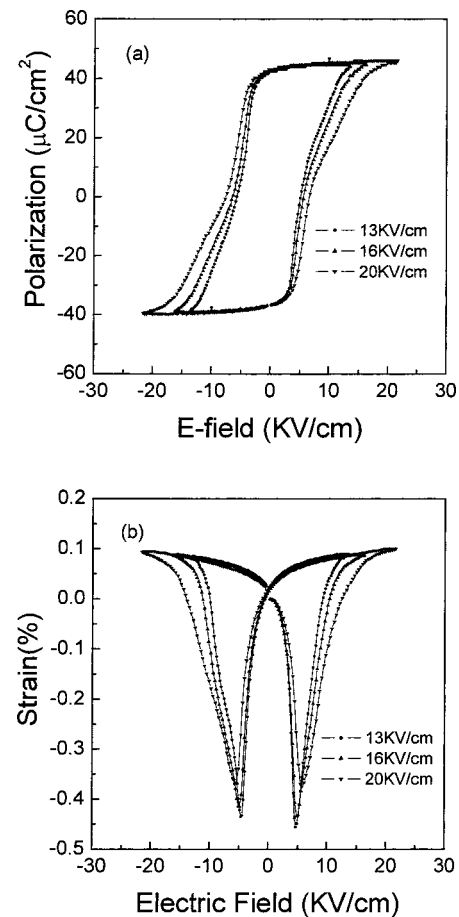 (a)
Polarization (μC/cm²)
60
40
20
0
-20
-40
-60
13KV/cm
16KV/cm
20KV/cm
-30 -20 -10 0 10 20 30
E-field (KV/cm)
(b)
Strain(%)
0.2
0.1
0.0
-0.1
-0.2
-0.3
-0.4
-0.5
13KV/cm
16KV/cm
20KV/cm
-30 -20 -10 0 10 20 30
Electric Field (KV/cm)